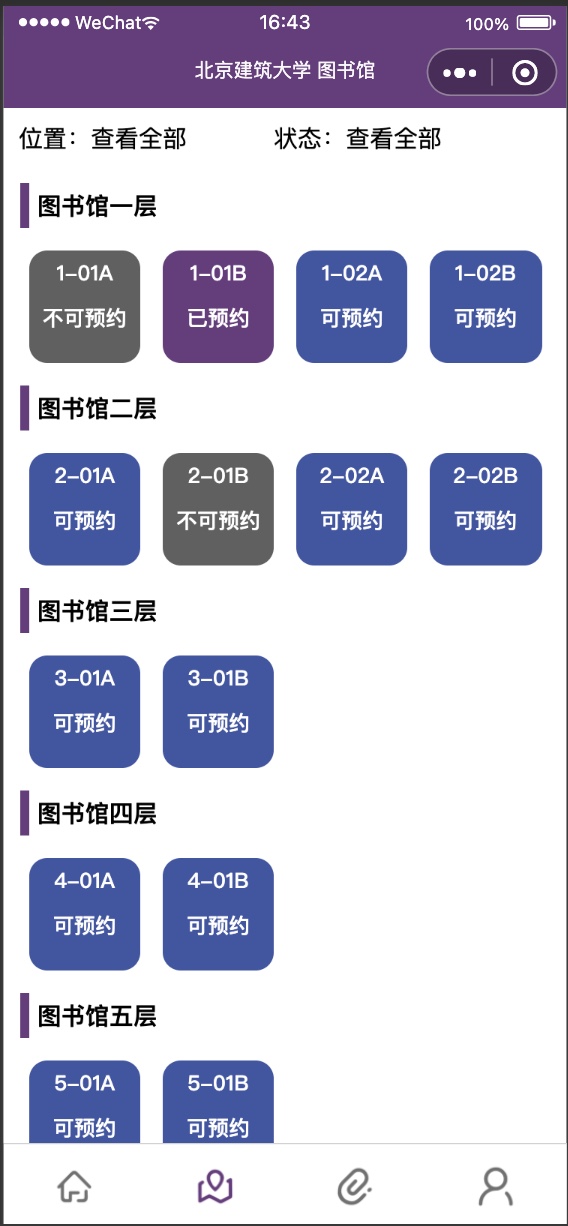 ●●●●● WeChat 16:43 100%
北京建筑大学 图书馆
位置：查看全部 状态：查看全部
图书馆一层
1-01A 1-01B 1-02A 1-02B
不可预约 已预约 可预约 可预约
图书馆二层
2-01A 2-01B 2-02A 2-02B
可预约 不可预约 可预约 可预约
图书馆三层
3-01A 3-01B
可预约 可预约
图书馆四层
4-01A 4-01B
可预约 可预约
图书馆五层
5-01A 5-01B
可预约 可预约